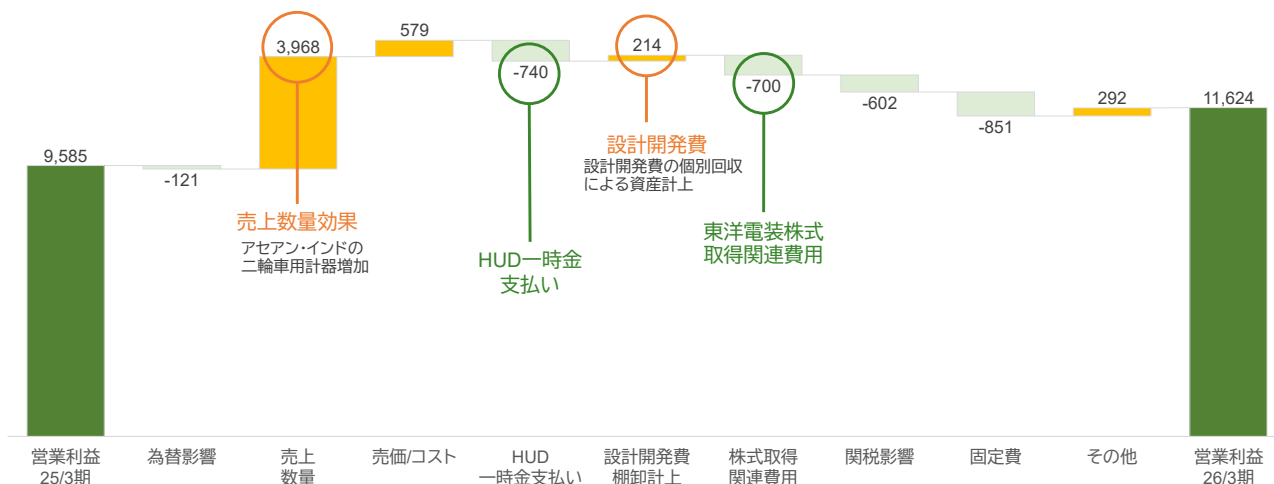 3,968
579
-740
214
-700
-602
-851
292
11,624
9,585
-121
売上数量効果
アセアン・インドの
二輪車用計器増加
HUD一時金
支払い
設計開発費
設計開発費の個別回収
による資産計上
東洋電装株式
取得関連費用
営業利益
25/3期
為替影響
売上
数量
売価/コスト
HUD
一時金支払い
設計開発費
棚卸計上
株式取得
関連費用
関税影響
固定費
その他
営業利益
26/3期